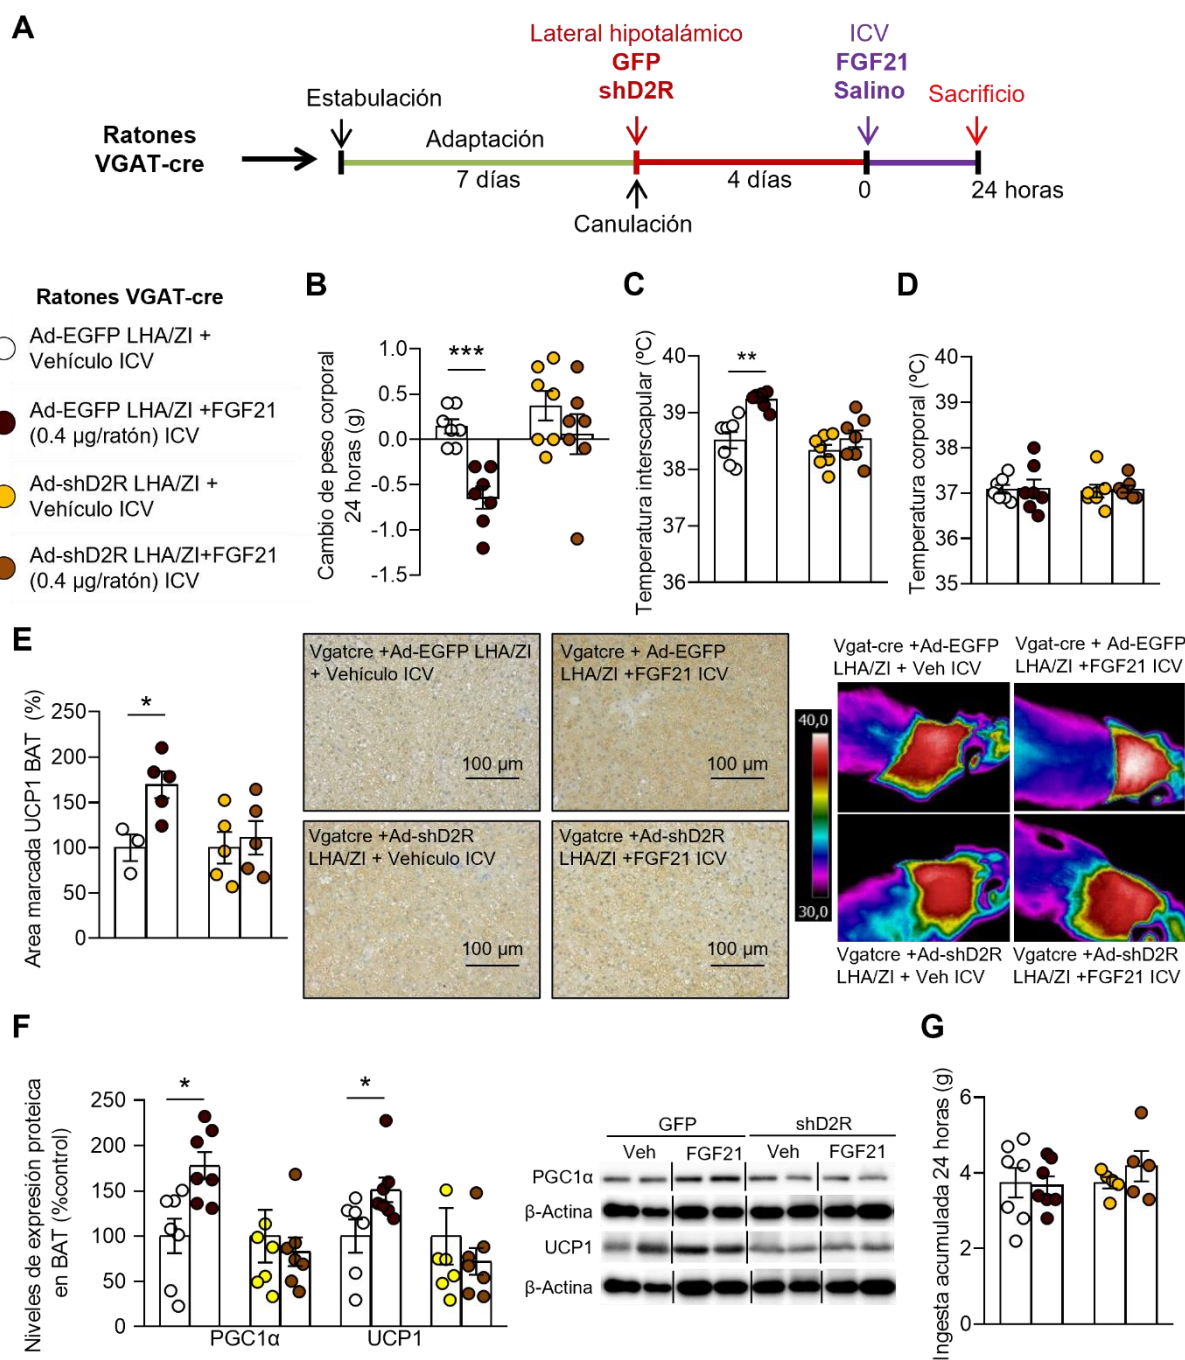 A
Lateral hipotalámico
GFP
shD2R
ICV
FGF21
Salino
Sacrificio
Estabulación
Ratones
VGAT-cre
Adaptación
7 días
4 días
0
24 horas
Canulación
Ratones VGAT-cre
Ad-EGFP LHA/ZI +
Vehículo ICV
Ad-EGFP LHA/ZI +FGF21
(0.4 µg/ratón) ICV
Ad-shD2R LHA/ZI +
Vehículo ICV
Ad-shD2R LHA/ZI+FGF21
(0.4 µg/ratón) ICV
B
Cambio de peso corporal
24 horas (g)
1.0
0.5
0.0
-0.5
-1.0
-1.5
***
C
Temperatura interscapular (ºC)
40
39
38
37
36
**
D
Temperatura corporal (ºC)
40
38
37
36
35
E
Area marcada UCP1 BAT (%)
250
200
150
100
50
0
*
Vgatcre +Ad-EGFP LHA/ZI
+ Vehículo ICV
100 µm
Vgatcre + Ad-EGFP
LHA/ZI +FGF21 ICV
100 µm
Vgatcre +Ad-shD2R
LHA/ZI + Vehículo ICV
100 µm
Vgatcre +Ad-shD2R
LHA/ZI +FGF21 ICV
100 µm
40,0
30,0
Vgat-cre +Ad-EGFP
LHA/ZI + Veh ICV
Vgat-cre + Ad-EGFP
LHA/ZI +FGF21 ICV
Vgatcre +Ad-shD2R
LHA/ZI + Veh ICV
Vgatcre +Ad-shD2R
LHA/ZI +FGF21 ICV
F
Niveles de expresión proteica
en BAT (%control)
250
200
150
100
50
0
*
*
PGC1α
UCP1
GFP
shD2R
Veh
FGF21
Veh
FGF21
PGC1α
β-Actina
UCP1
β-Actina
G
Ingesta acumulada 24 horas (g)
6
4
2
0